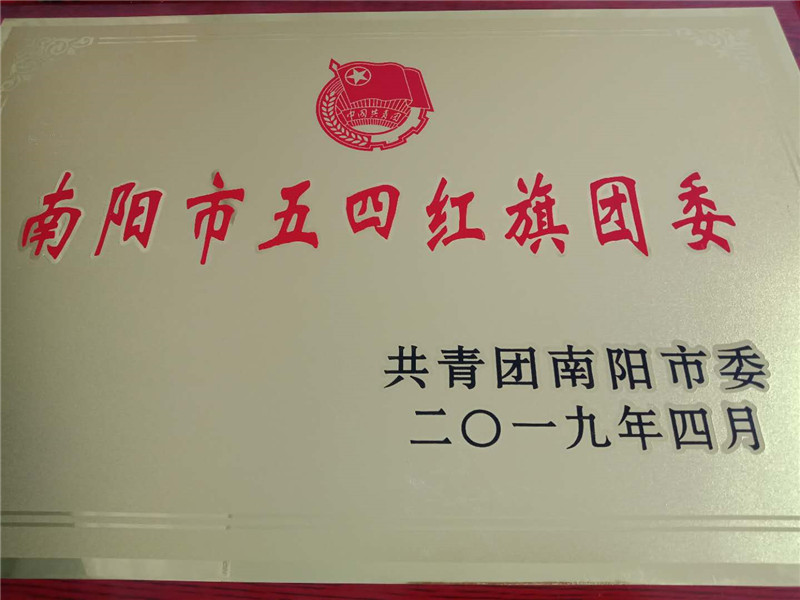 中国共青团
南阳市五四红旗团委
共青团南阳市委
二〇一九年四月